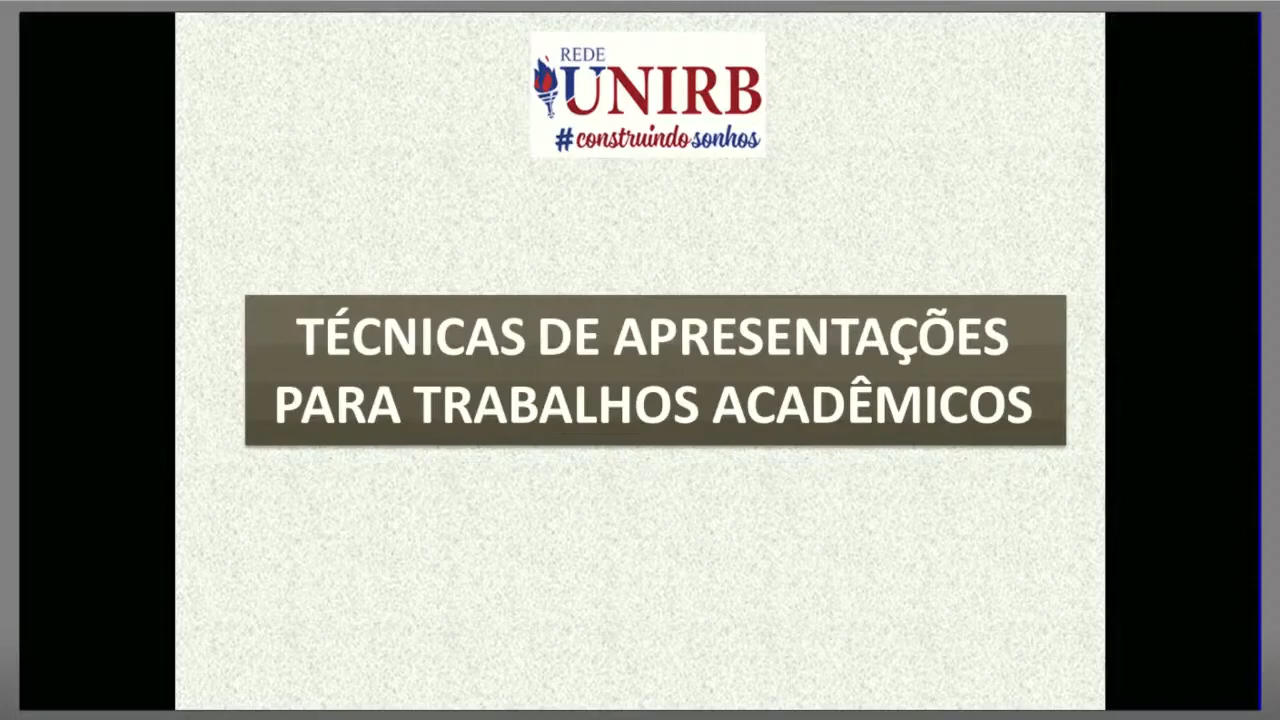 REDE
UNIRB
#construindosonhos
TÉCNICAS DE APRESENTAÇÕES
PARA TRABALHOS ACADÊMICOS